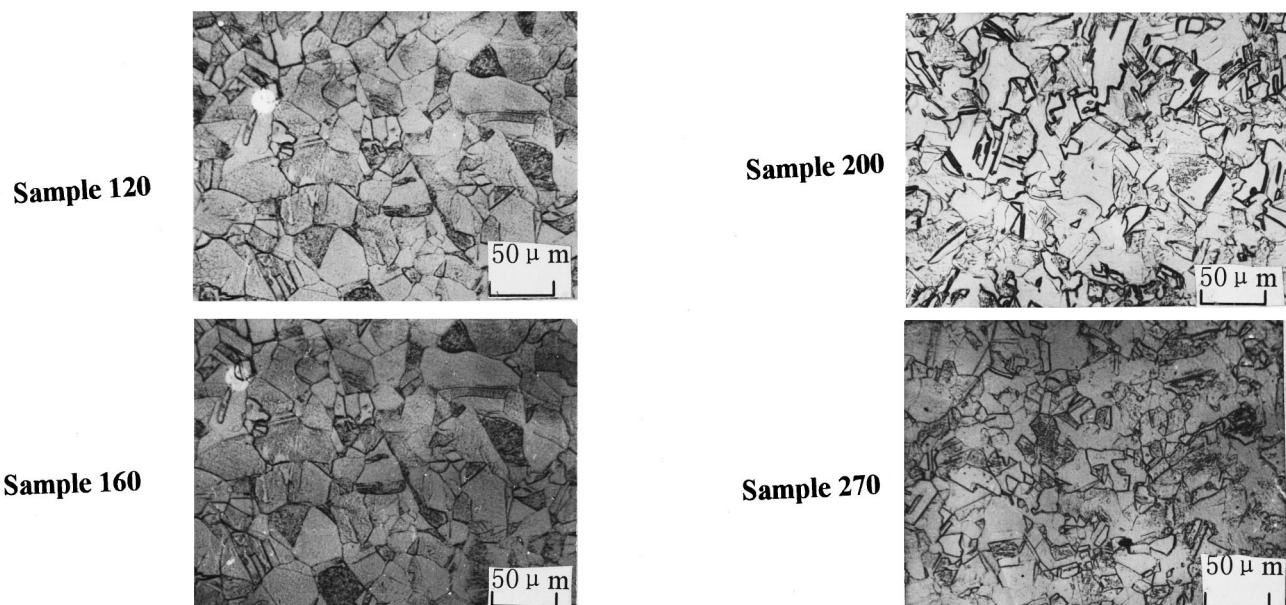 Sample 120
50 μ m
Sample 200
50 μ m
Sample 160
50 μ m
Sample 270
50 μ m